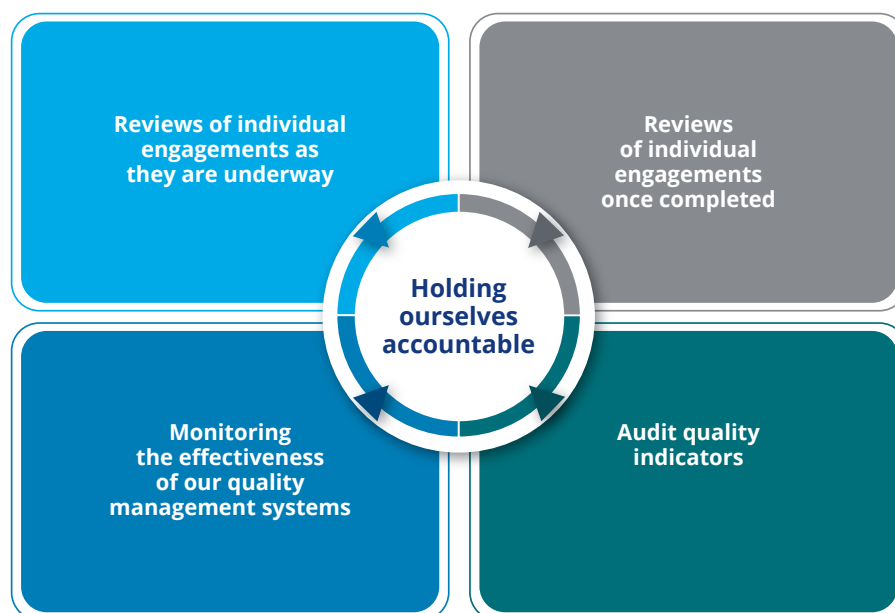 Reviews of individual
engagements as
they are underway
Reviews
of individual
engagements
once completed
Holding
ourselves
accountable
Monitoring
the effectiveness
of our quality
management systems
Audit quality
indicators